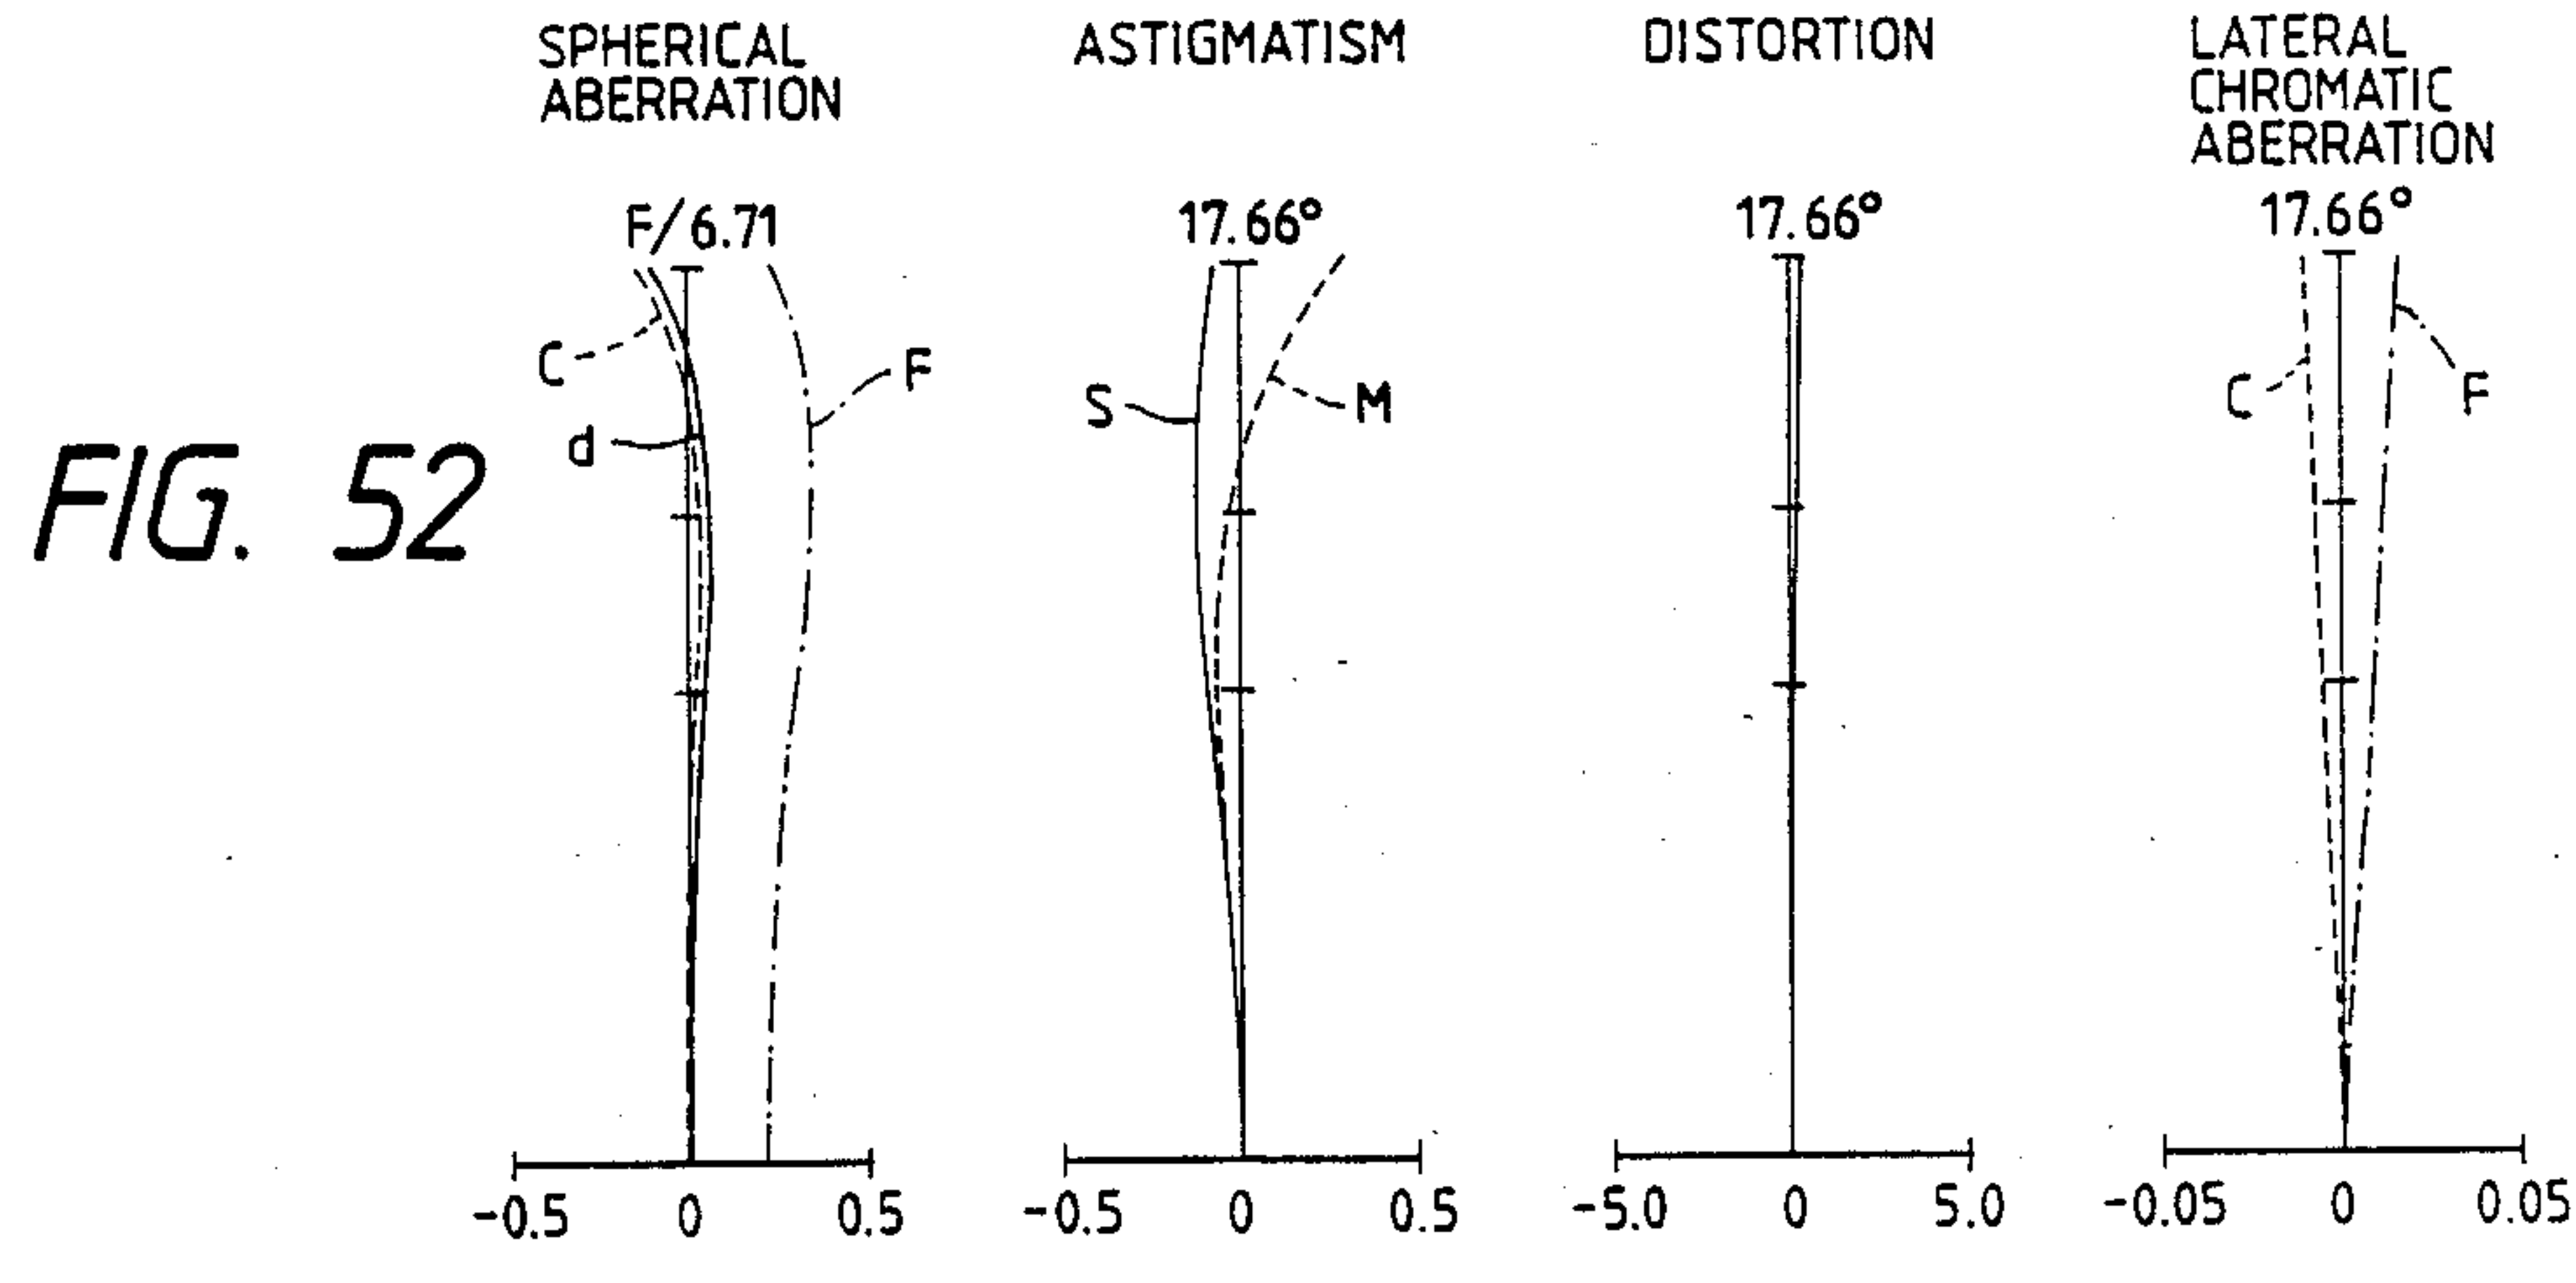 SPHERICAL
ABERRATION
ASTIGMATISM
DISTORTION
LATERAL
CHROMATIC
ABERRATION
F/6.71
17.66°
17.66°
17.66°
C
d
F
S
M
C
F
FIG. 52
-0.5 0 0.5
-0.5 0 0.5
-5.0 0 5.0
-0.05 0 0.05